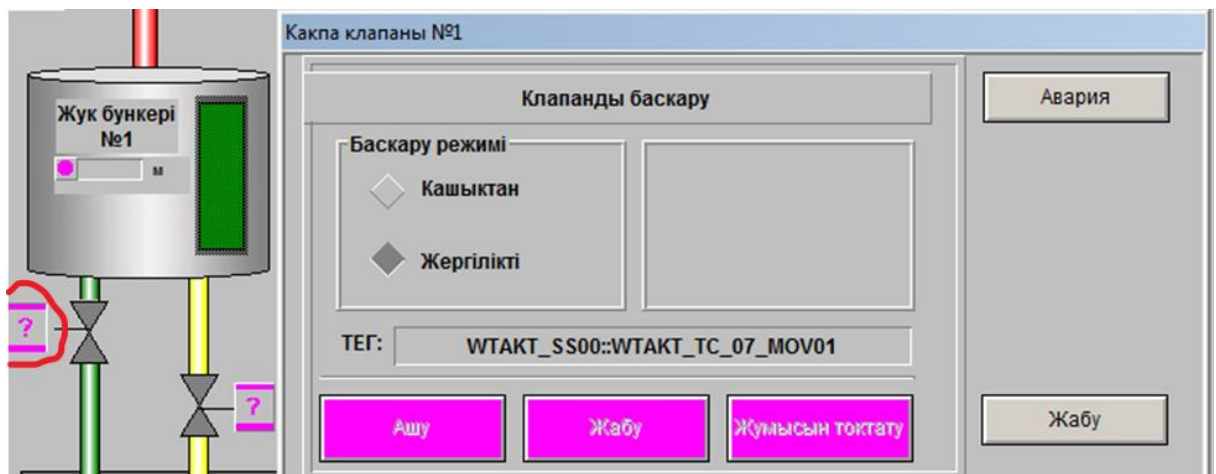 Какпа клапаны №1
Жук бункері
№1
м
?
?
Клапанды баскару
Баскару режимі
Кашыктан
Жергілікті
ТЕГ:
WTAKT_SS00::WTAKT_TC_07_MOV01
Ашу
Жабу
Жумысын токтату
Авария
Жабу